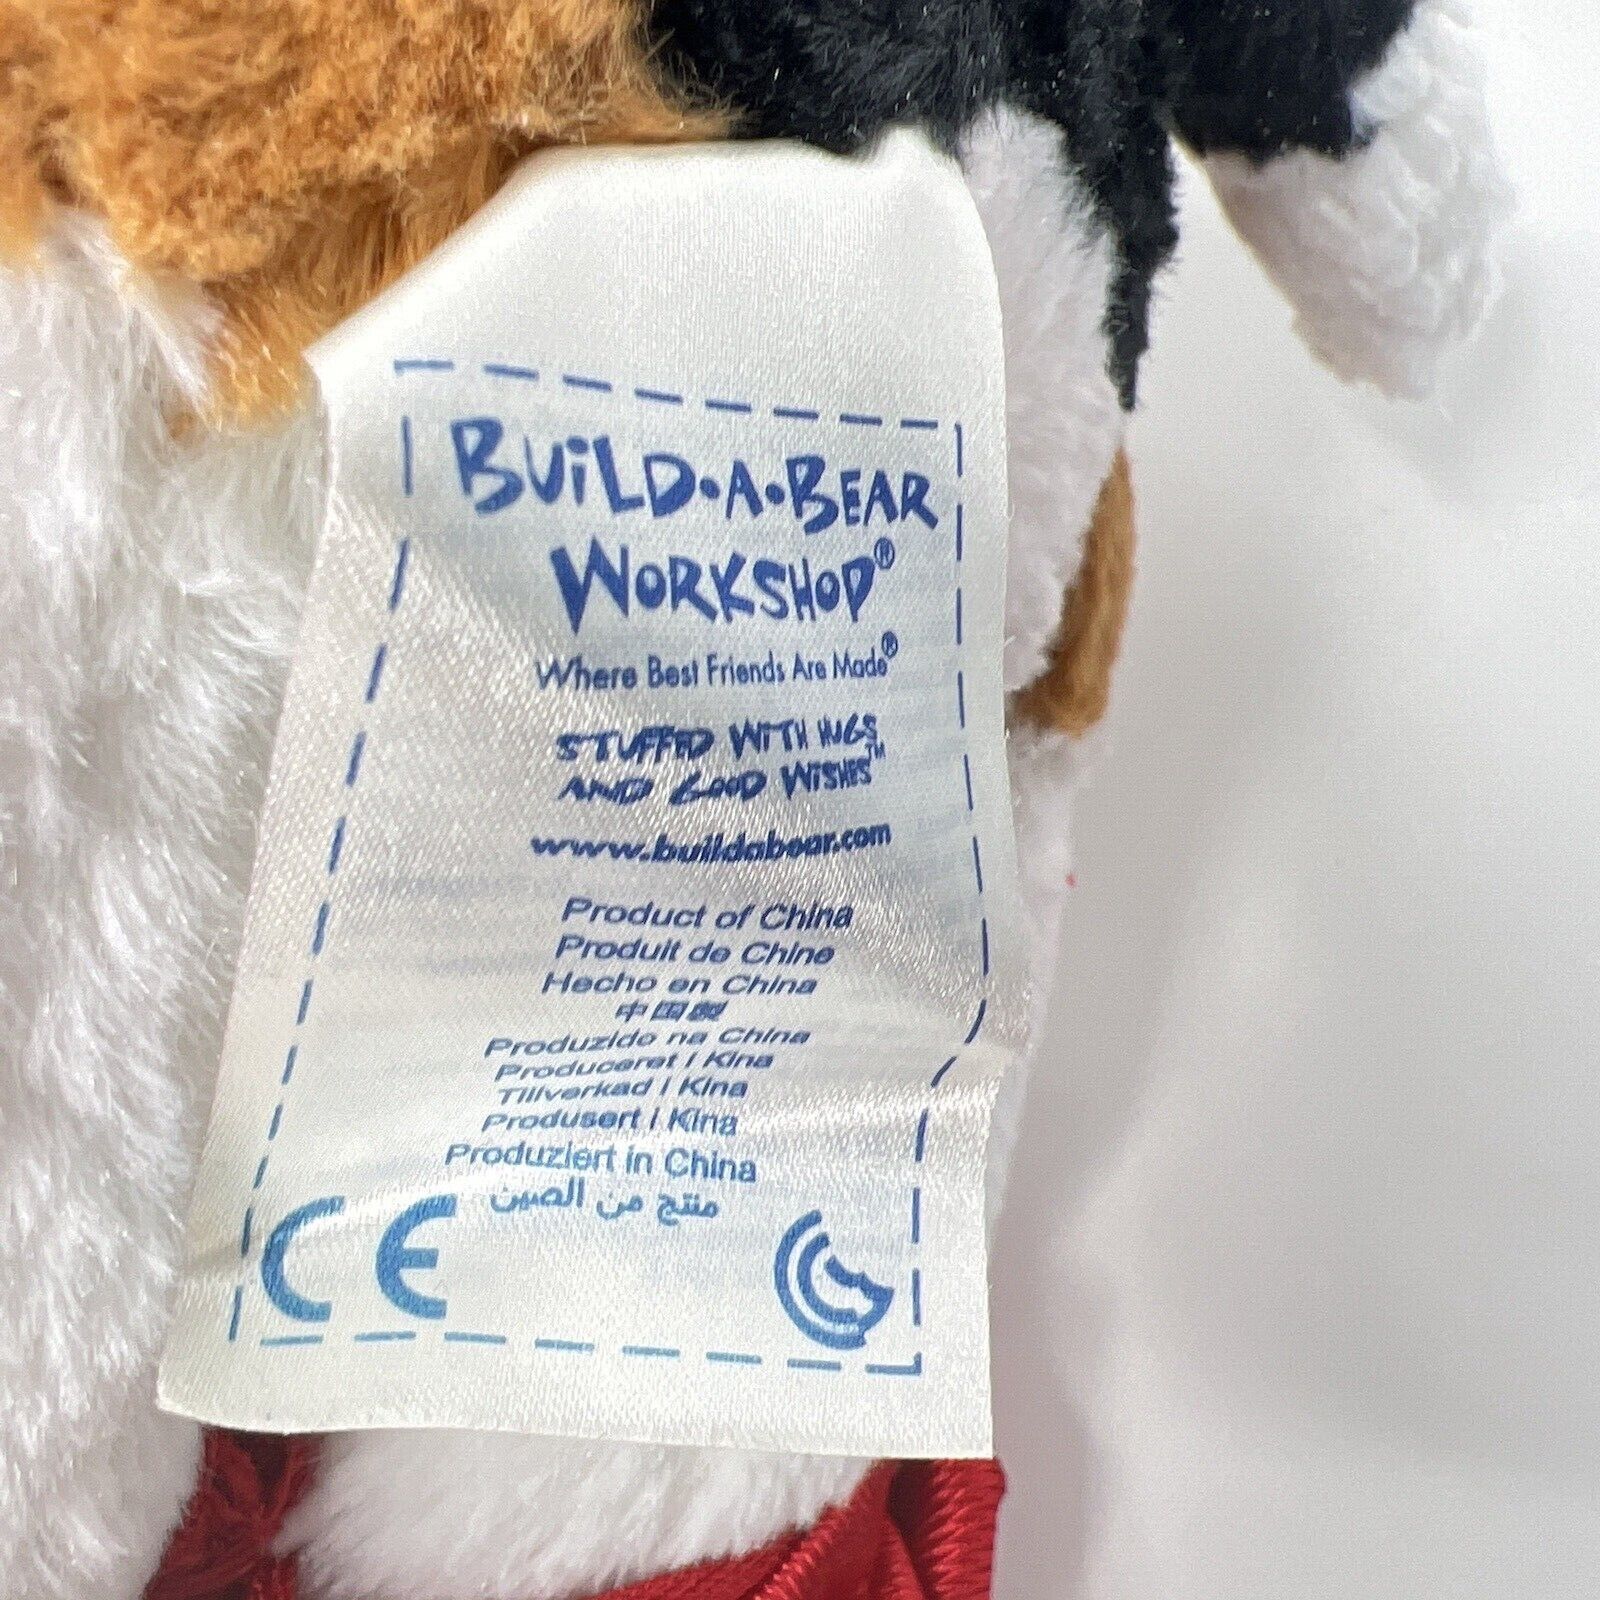 BUiLD•A•BEAR
WORKSHOP®
Where Best Friends Are Made®
STUFFED WITH HUGS
AND GOOD WiSHES™
www.buildabear.com
Product of China
Produit de Chine
Hecho en China
中国製
Produzido na China
Produceret i Kina
Tillverkad i Kina
Produsert i Kina
Produziert in China
منتج من الصين
CE